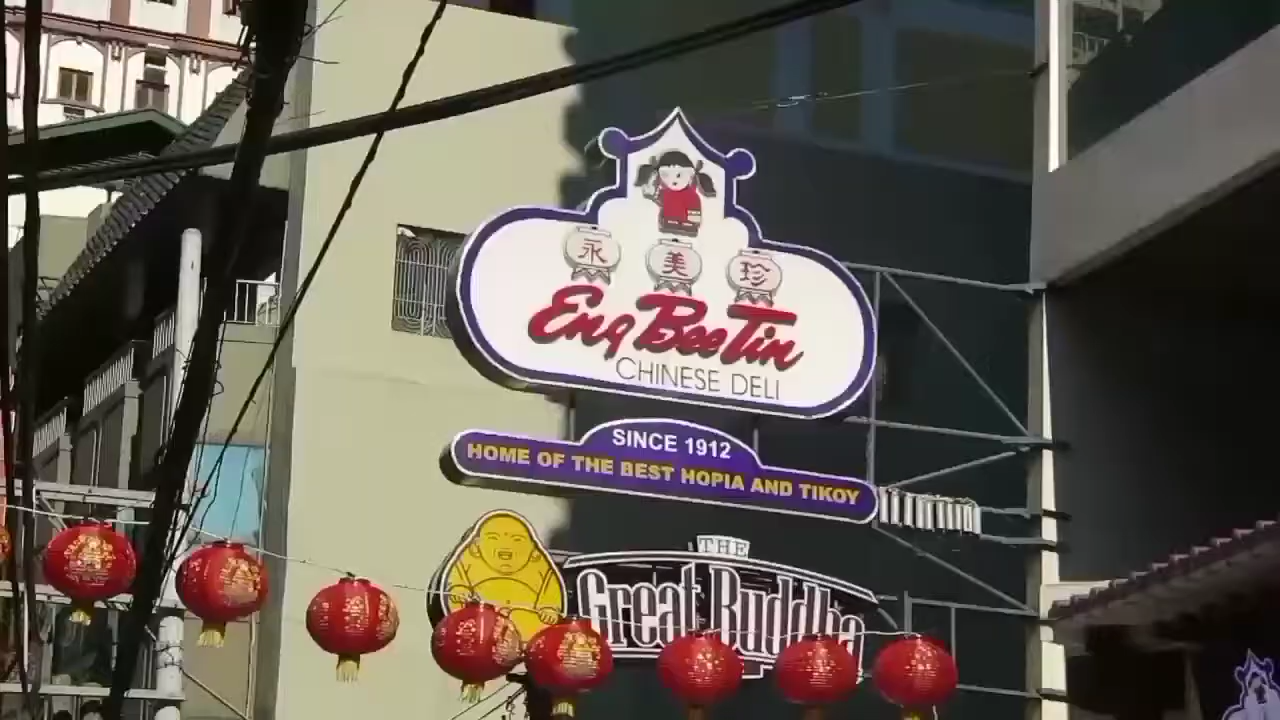 永 美 珍
Eng Bee Tin
CHINESE DELI
SINCE 1912
HOME OF THE BEST HOPIA AND TIKOY
THE
Great Buddha